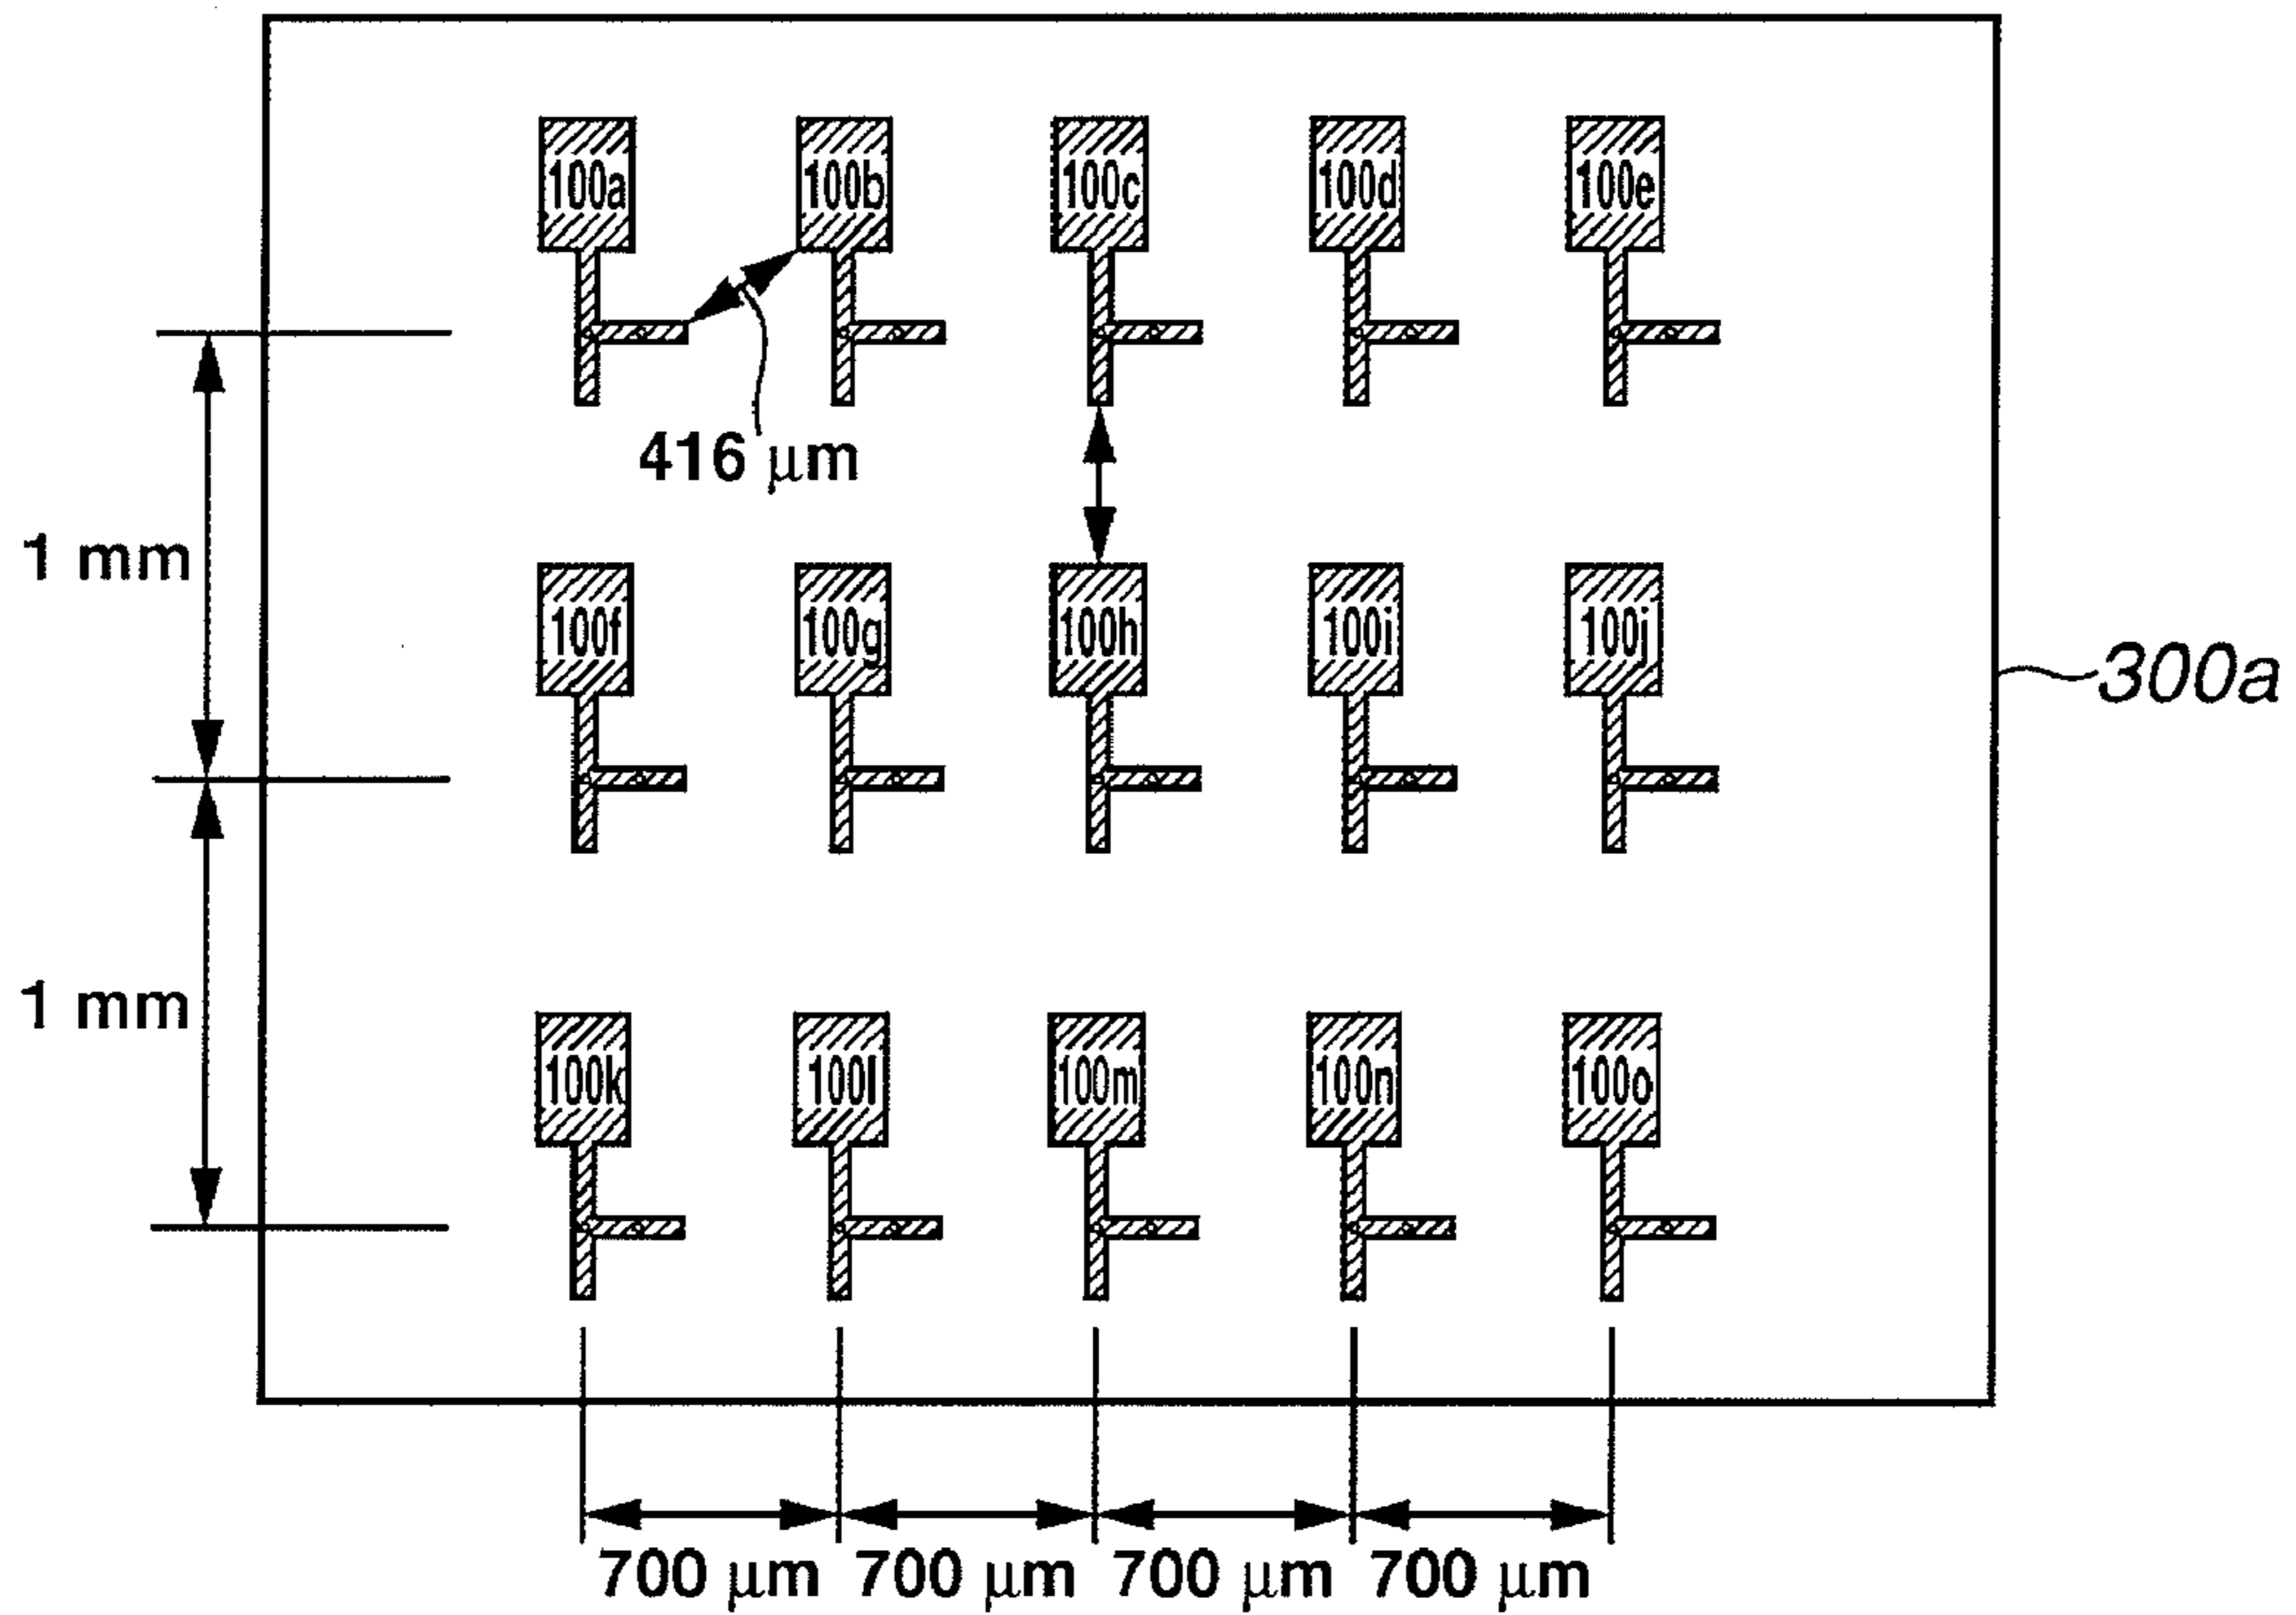 100a 100b 100c 100d 100e
416 μm
1 mm
100f 100g 100h 100i 100j
300a
1 mm
100k 100l 100m 100n 100o
700 μm 700 μm 700 μm 700 μm